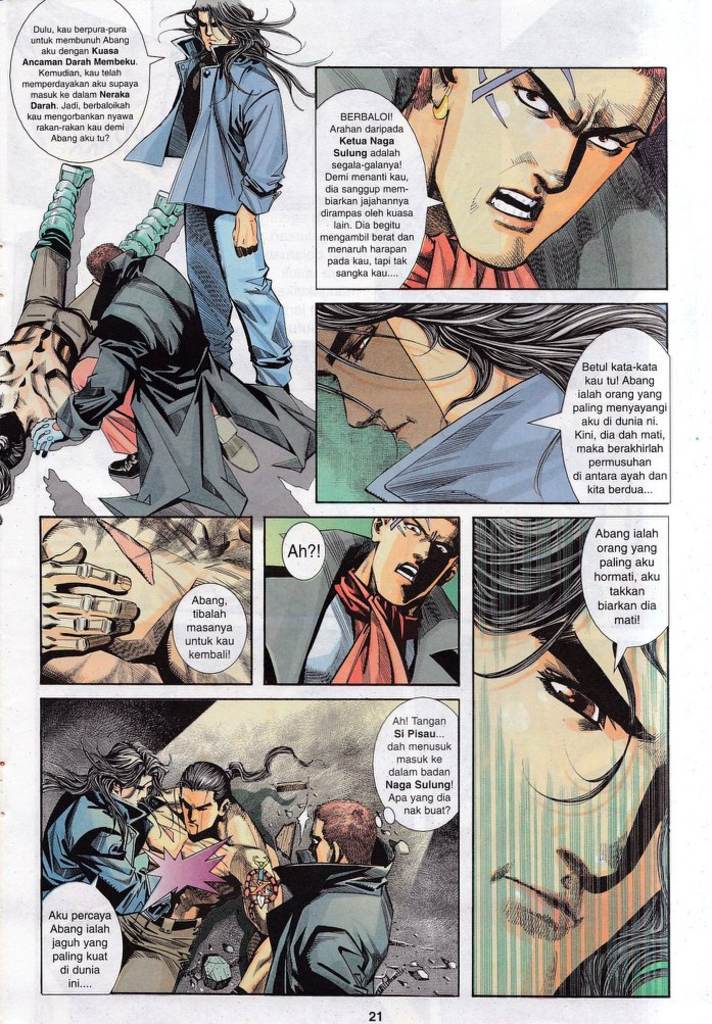 Dulu, kau berpura-pura
untuk membunuh Abang
aku dengan Kuasa
Ancaman Darah Membeku.
Kemudian, kau telah
memperdayakan aku supaya
masuk ke dalam Neraka
Darah. Jadi, berbaloikah
kau mengorbankan nyawa
rakan-rakan kau demi
Abang aku tu?
BERBALOI!
Arahan daripada
Ketua Naga
Sulung adalah
segala-galanya!
Demi menanti kau,
dia sanggup mem-
biarkan jajahannya
dirampas oleh kuasa
lain. Dia begitu
mengambil berat dan
menaruh harapan
pada kau, tapi tak
sangka kau....
Betul kata-kata
kau tu! Abang
ialah orang yang
paling menyayangi
aku di dunia ni.
Kini, dia dah mati,
maka berakhirlah
permusuhan
di antara ayah dan
kita berdua...
Abang,
tibalah
masanya
untuk kau
kembali!
Ah?!
Abang ialah
orang yang
paling aku
hormati, aku
takkan
biarkan dia
mati!
Ah! Tangan
Si Pisau...
dah menusuk
masuk ke
dalam badan
Naga Sulung!
Apa yang dia
nak buat?
Aku percaya
Abang ialah
jaguh yang
paling kuat
di dunia
ini....
21